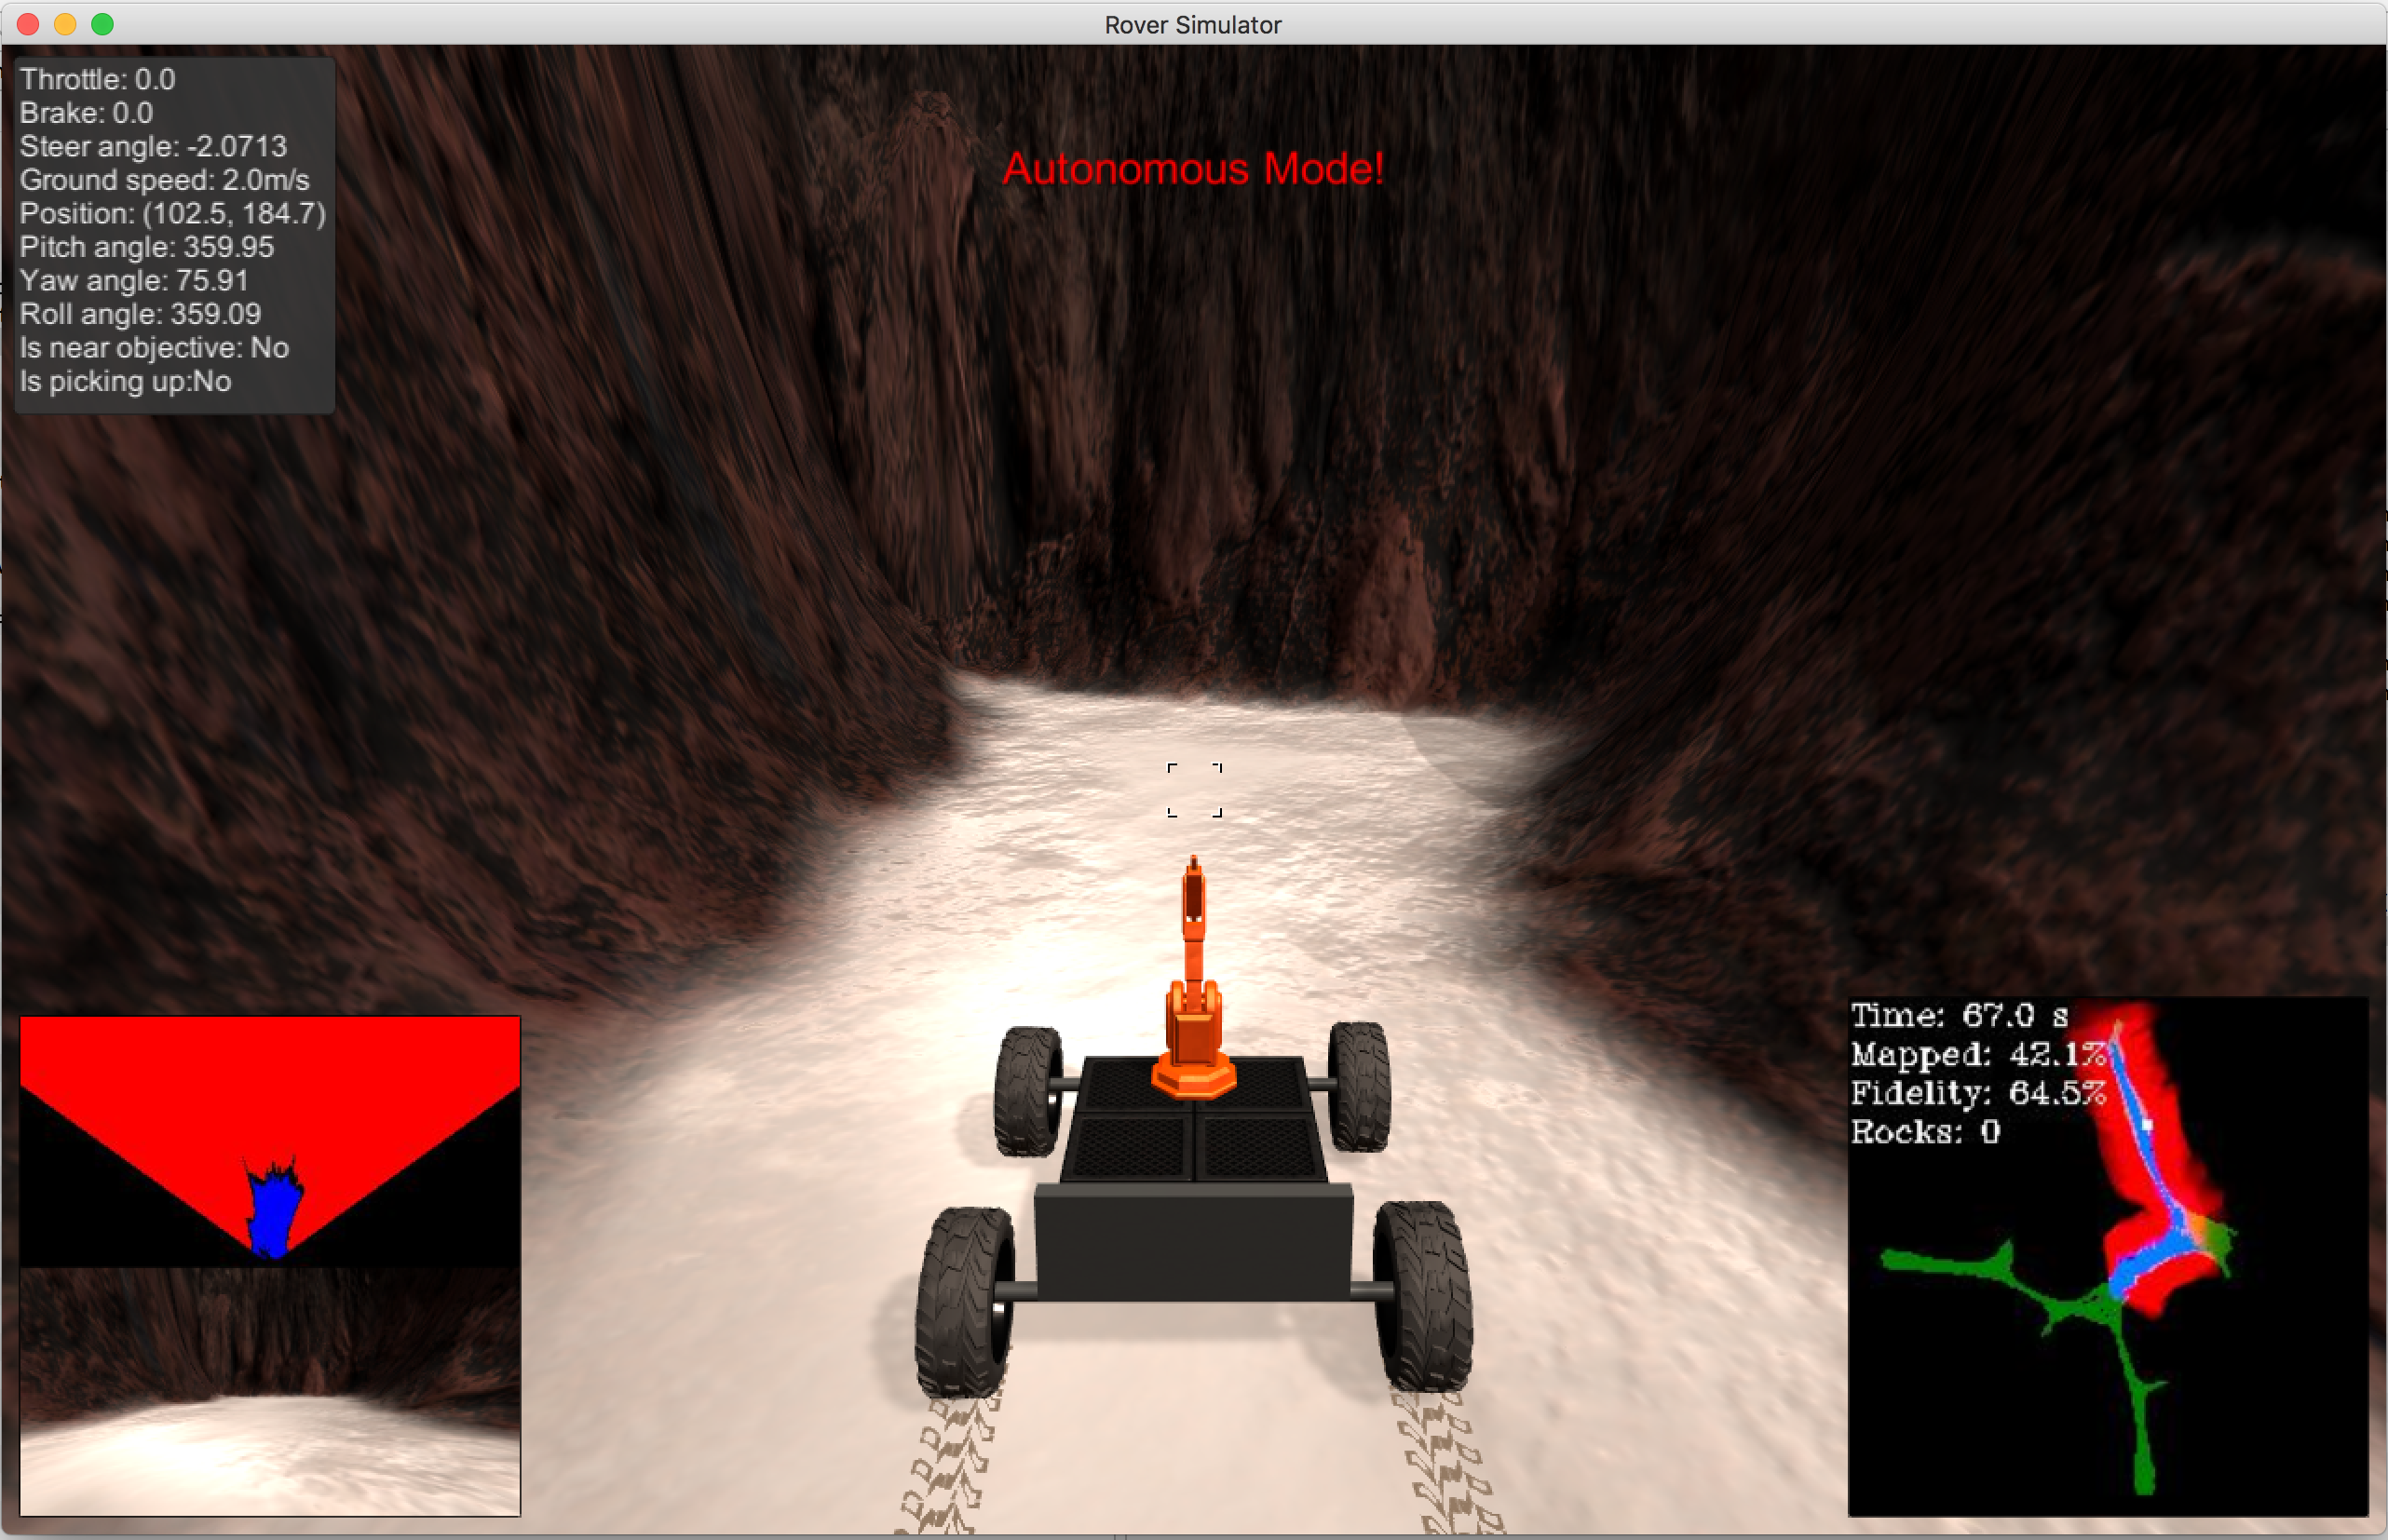 Rover Simulator
Throttle: 0.0
Brake: 0.0
Steer angle: -2.0713
Ground speed: 2.0m/s
Position: (102.5, 184.7)
Pitch angle: 359.95
Yaw angle: 75.91
Roll angle: 359.09
Is near objective: No
Is picking up:No
Autonomous Mode!
Time: 67.0 s
Mapped: 42.1%
Fidelity: 64.5%
Rocks: 0